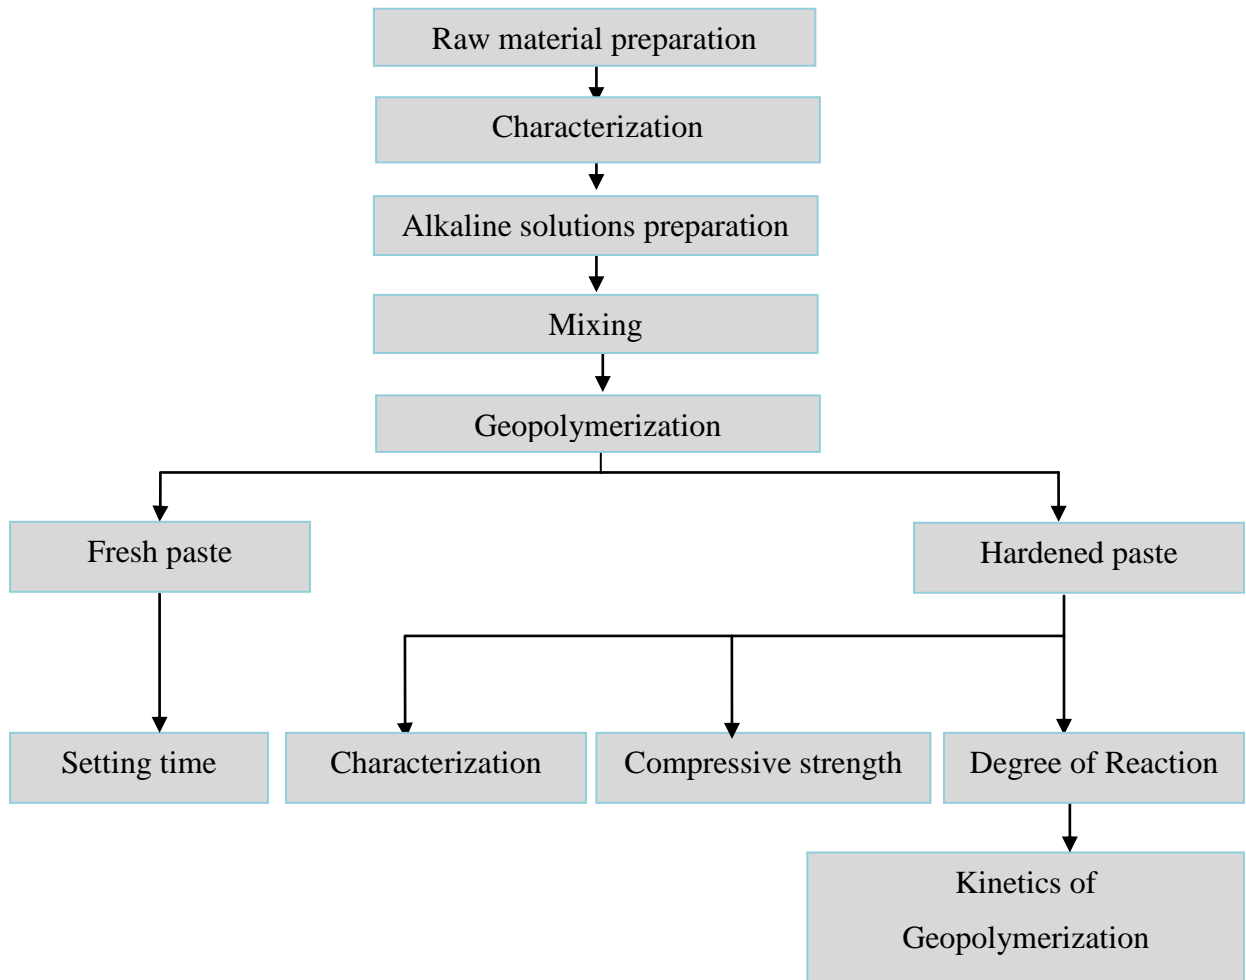 Raw material preparation
Characterization
Alkaline solutions preparation
Mixing
Geopolymerization
Fresh paste
Hardened paste
Setting time
Characterization
Compressive strength
Degree of Reaction
Kinetics of
Geopolymerization